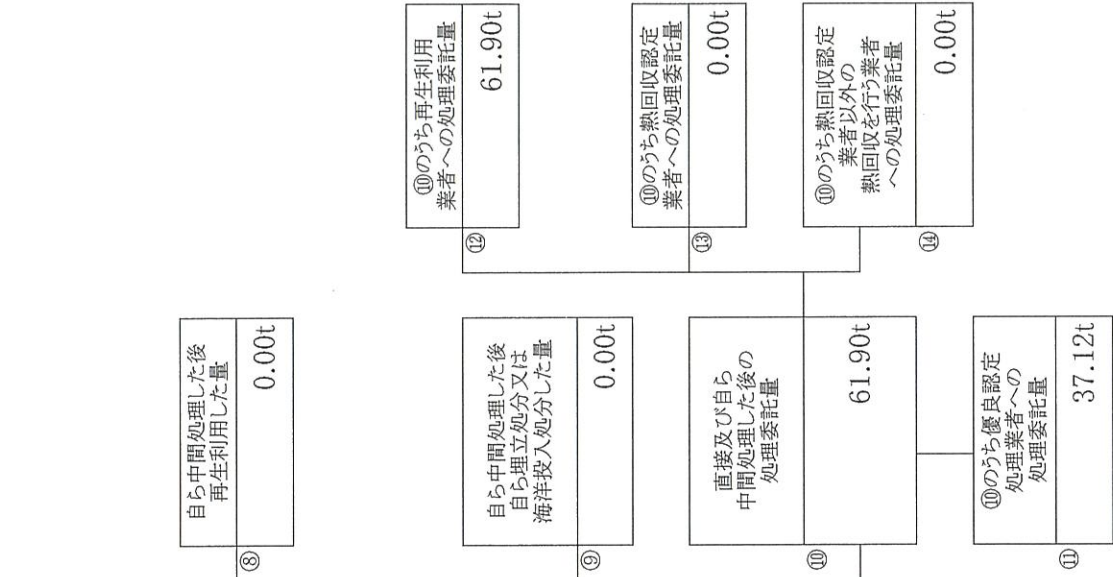 ⑧
自ら中間処理した後
再生利用した量
0.00t
⑨
自ら中間処理した後
自ら埋立処分又は
海洋投入処分した量
0.00t
⑩
直接及び自ら
中間処理した後の
処理委託量
61.90t
⑪
⑩のうち優良認定
処理業者への
処理委託量
37.12t
⑫
⑩のうち再生利用
業者への処理委託量
61.90t
⑬
⑩のうち熱回収認定
業者への処理委託量
0.00t
⑭
⑩のうち熱回収認定
業者以外の
熱回収を行う業者
への処理委託量
0.00t